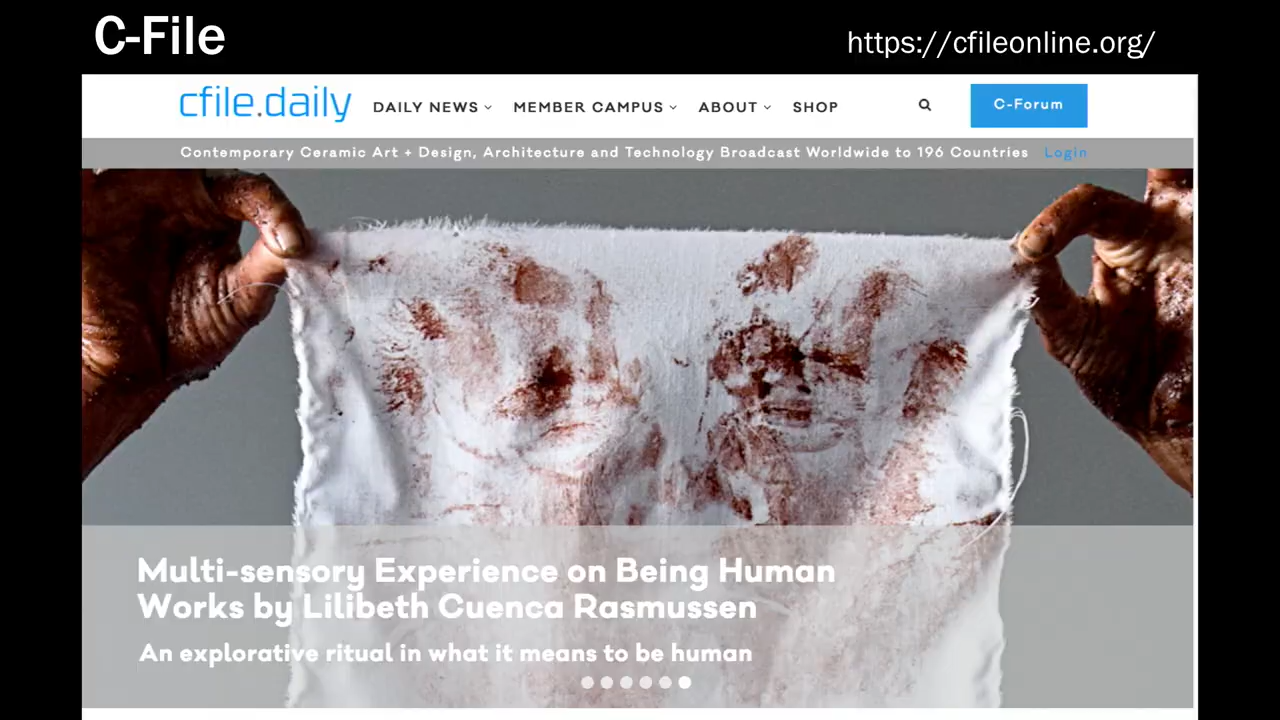 C-File
https://cfileonline.org/
cfile.daily
DAILY NEWS
MEMBER CAMPUS
ABOUT
SHOP
C-Forum
Contemporary Ceramic Art + Design, Architecture and Technology Broadcast Worldwide to 196 Countries
Login
Multi-sensory Experience on Being Human
Works by Lilibeth Cuenca Rasmussen
An explorative ritual in what it means to be human